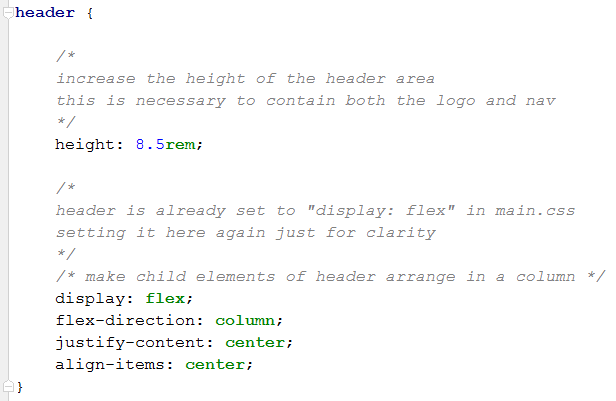 header {
/*
increase the height of the header area
this is necessary to contain both the logo and nav
*/
height: 8.5rem;
/*
header is already set to "display: flex" in main.css
setting it here again just for clarity
*/
/* make child elements of header arrange in a column */
display: flex;
flex-direction: column;
justify-content: center;
align-items: center;
}